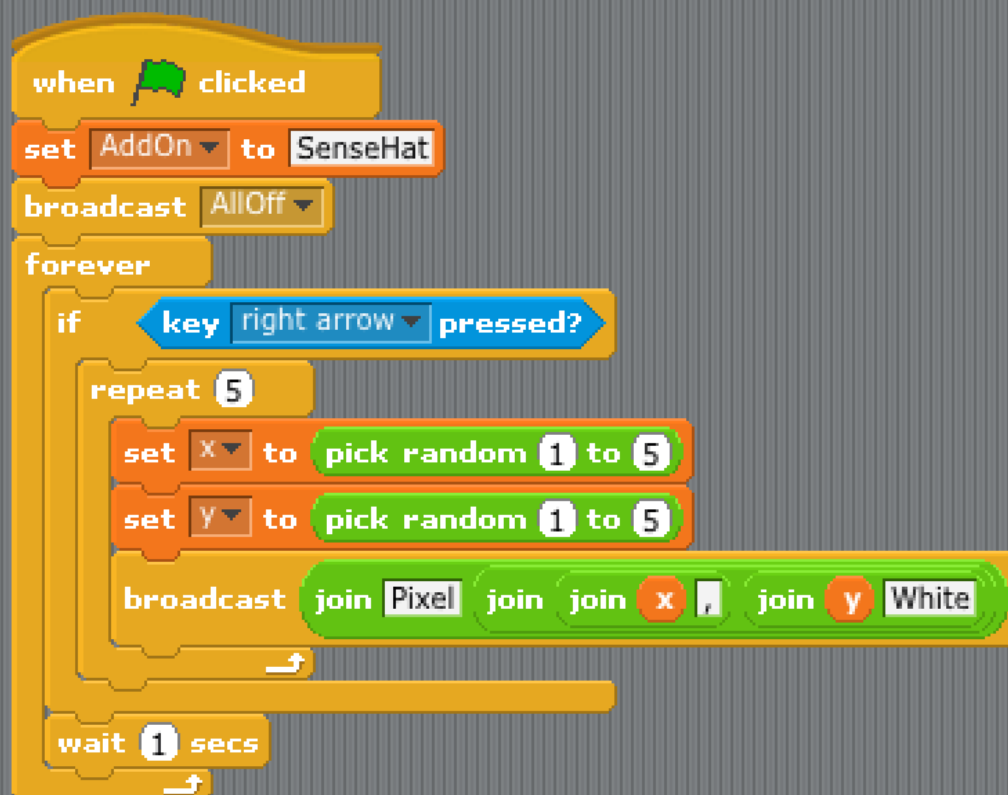 when clicked
set AddOn to SenseHat
broadcast AllOff
forever
if key right arrow pressed?
repeat 5
set x to pick random 1 to 5
set y to pick random 1 to 5
broadcast join Pixel join join x , join y White
wait 1 secs